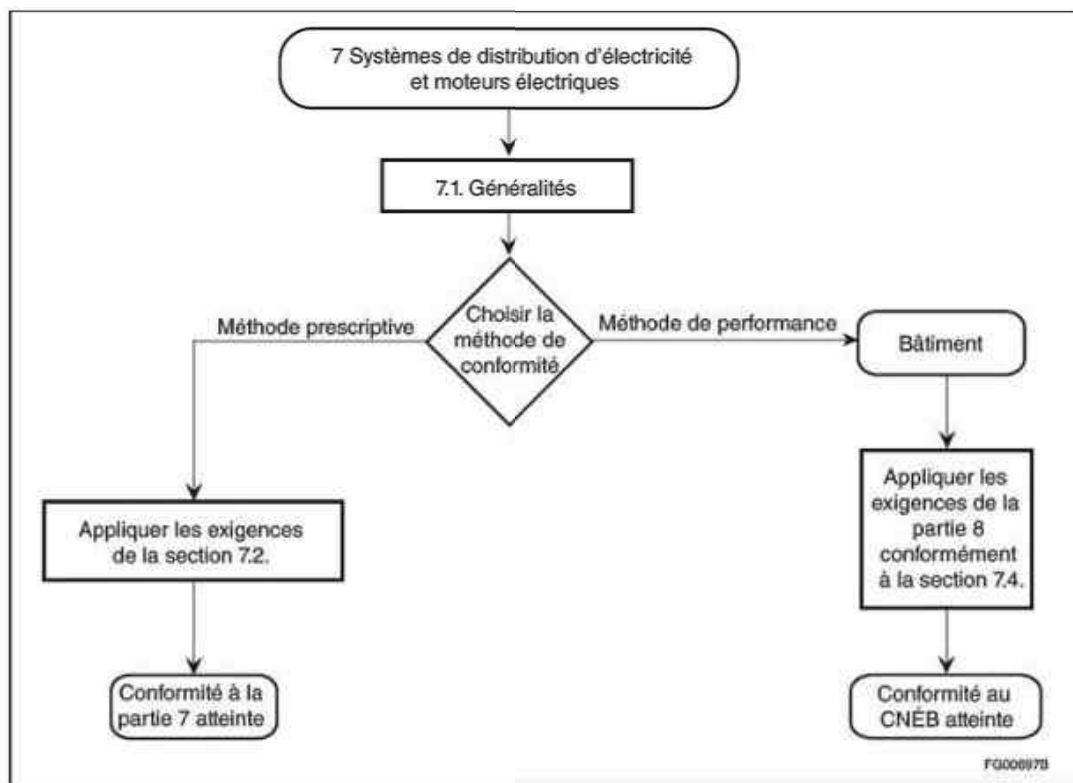 7 Systèmes de distribution d'électricité
et moteurs électriques
7.1. Généralités
Choisir la
méthode de
conformité
Méthode prescriptive
Méthode de performance
Bâtiment
Appliquer les exigences
de la section 7.2.
Appliquer les
exigences de la
partie 8
conformément
à la section 7.4.
Conformité à la
partie 7 atteinte
Conformité au
CNÉB atteinte
FG00697B